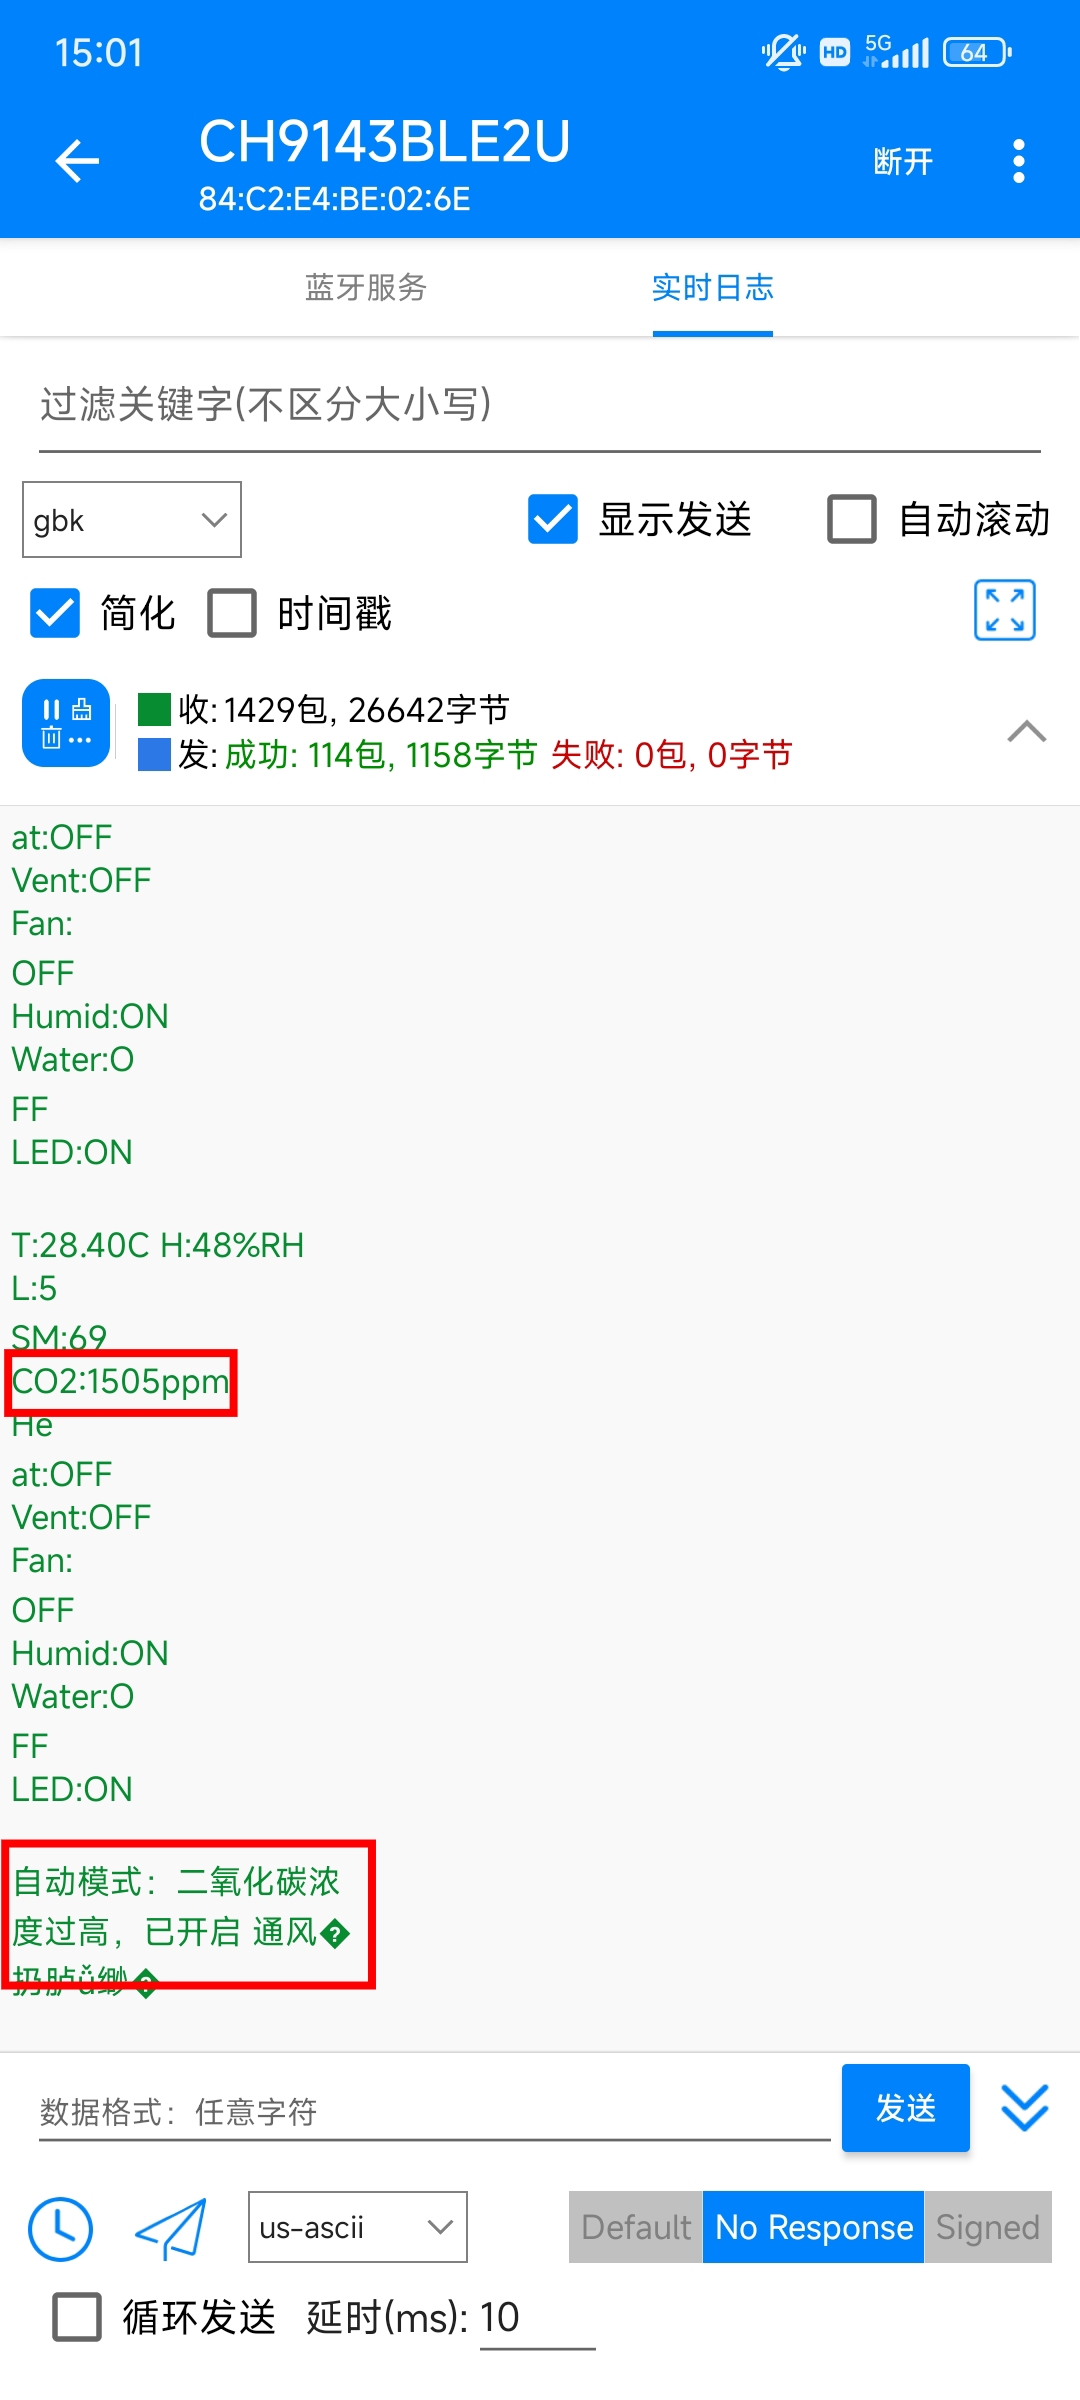 15:01
HD 5G 64
CH9143BLE2U
断开
84:C2:E4:BE:02:6E
蓝牙服务 实时日志
过滤关键字(不区分大小写)
gbk 显示发送 自动滚动
简化 时间戳
收: 1429包, 26642字节
发: 成功: 114包, 1158字节 失败: 0包, 0字节
at:OFF
Vent:OFF
Fan:
OFF
Humid:ON
Water:O
FF
LED:ON
T:28.40C H:48%RH
L:5
SM:69
CO2:1505ppm
He
at:OFF
Vent:OFF
Fan:
OFF
Humid:ON
Water:O
FF
LED:ON
自动模式：二氧化碳浓
度过高，已开启 通风�
数据格式：任意字符
发送
us-ascii Default No Response Signed
循环发送 延时(ms): 10